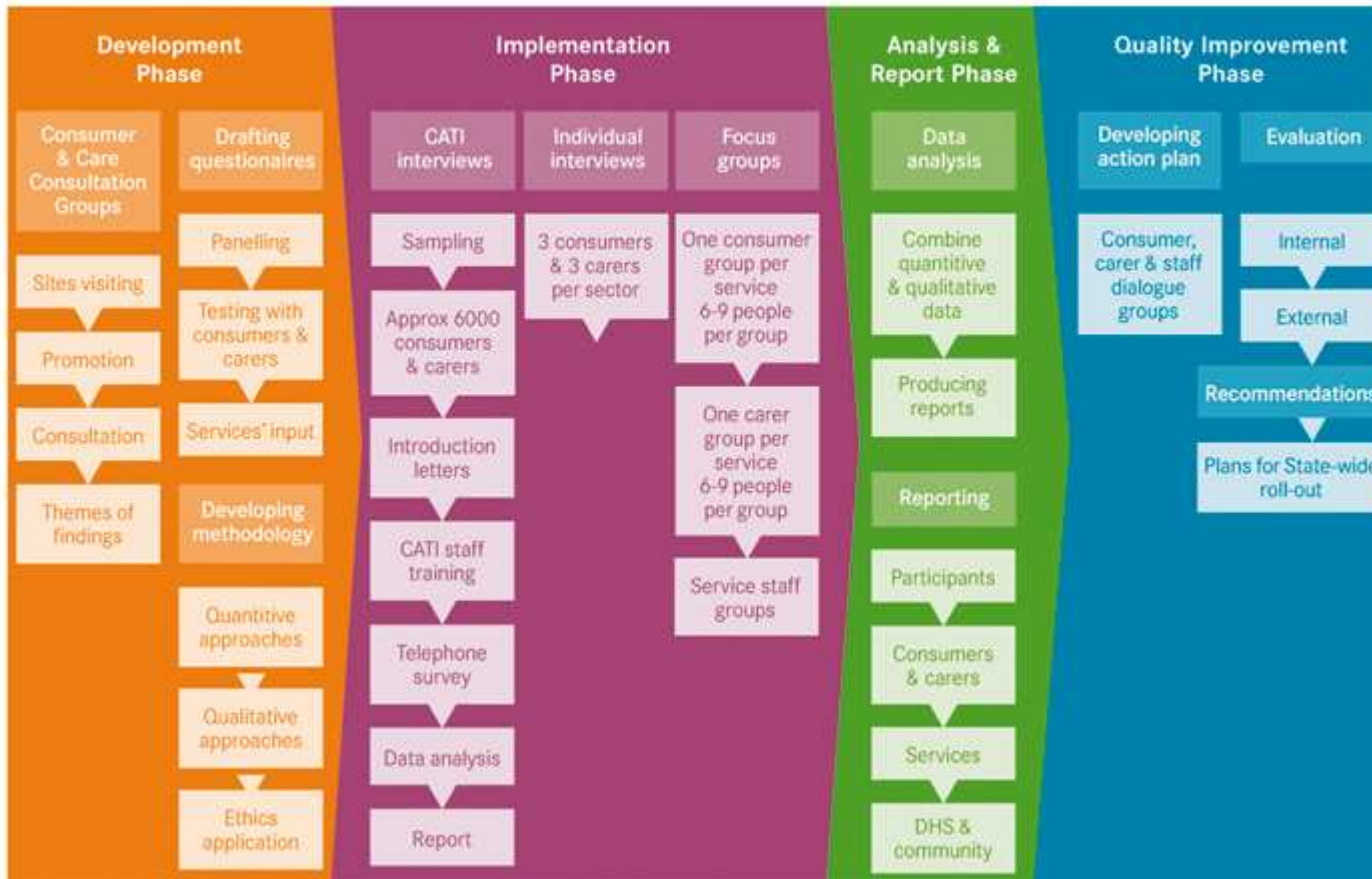 Development
Phase
Consumer
& Care
Consultation
Groups
Sites visiting
Promotion
Consultation
Themes of
findings
Drafting
questionaires
Panelling
Testing with
consumers &
carers
Services' input
Developing
methodology
Quantitive
approaches
Qualitative
approaches
Ethics
application
Implementation
Phase
CATI
interviews
Sampling
Approx 6000
consumers
& carers
Introduction
letters
CATI staff
training
Telephone
survey
Data analysis
Report
Individual
interviews
3 consumers
& 3 carers
per sector
Focus
groups
One consumer
group per
service
6-9 people
per group
One carer
group per
service
6-9 people
per group
Service staff
groups
Analysis &
Report Phase
Data
analysis
Combine
quantitive
& qualitative
data
Producing
reports
Reporting
Participants
Consumers
& carers
Services
DHS &
community
Quality Improvement
Phase
Developing
action plan
Consumer,
carer & staff
dialogue
groups
Evaluation
Internal
External
Recommendations
Plans for State-wide
roll-out